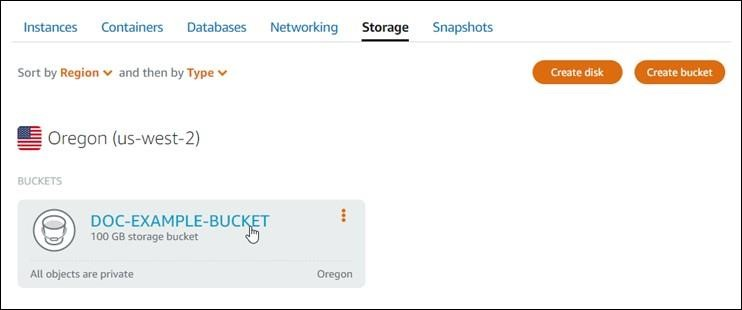 Instances Containers Databases Networking Storage Snapshots
Sort by Region and then by Type
Create disk Create bucket
Oregon (us-west-2)
BUCKETS
DOC-EXAMPLE-BUCKET
100 GB storage bucket
All objects are private Oregon